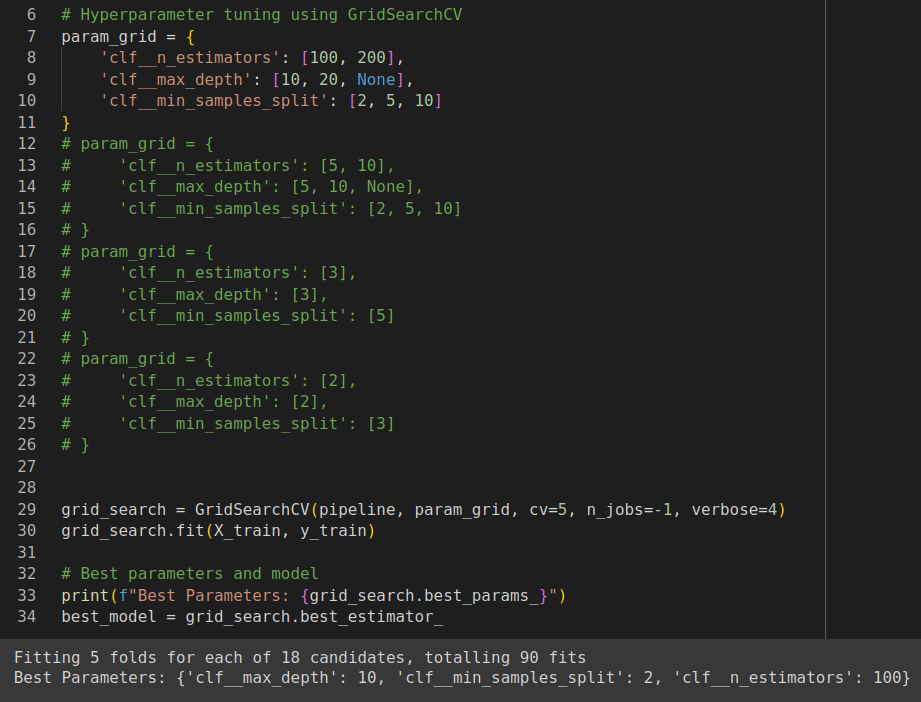 6 # Hyperparameter tuning using GridSearchCV
7 param_grid = {
8     'clf__n_estimators': [100, 200],
9     'clf__max_depth': [10, 20, None],
10     'clf__min_samples_split': [2, 5, 10]
11 }
12 # param_grid = {
13 #     'clf__n_estimators': [5, 10],
14 #     'clf__max_depth': [5, 10, None],
15 #     'clf__min_samples_split': [2, 5, 10]
16 # }
17 # param_grid = {
18 #     'clf__n_estimators': [3],
19 #     'clf__max_depth': [3],
20 #     'clf__min_samples_split': [5]
21 # }
22 # param_grid = {
23 #     'clf__n_estimators': [2],
24 #     'clf__max_depth': [2],
25 #     'clf__min_samples_split': [3]
26 # }
27
28
29 grid_search = GridSearchCV(pipeline, param_grid, cv=5, n_jobs=-1, verbose=4)
30 grid_search.fit(X_train, y_train)
31
32 # Best parameters and model
33 print(f"Best Parameters: {grid_search.best_params_}")
34 best_model = grid_search.best_estimator_
Fitting 5 folds for each of 18 candidates, totalling 90 fits
Best Parameters: {'clf__max_depth': 10, 'clf__min_samples_split': 2, 'clf__n_estimators': 100}